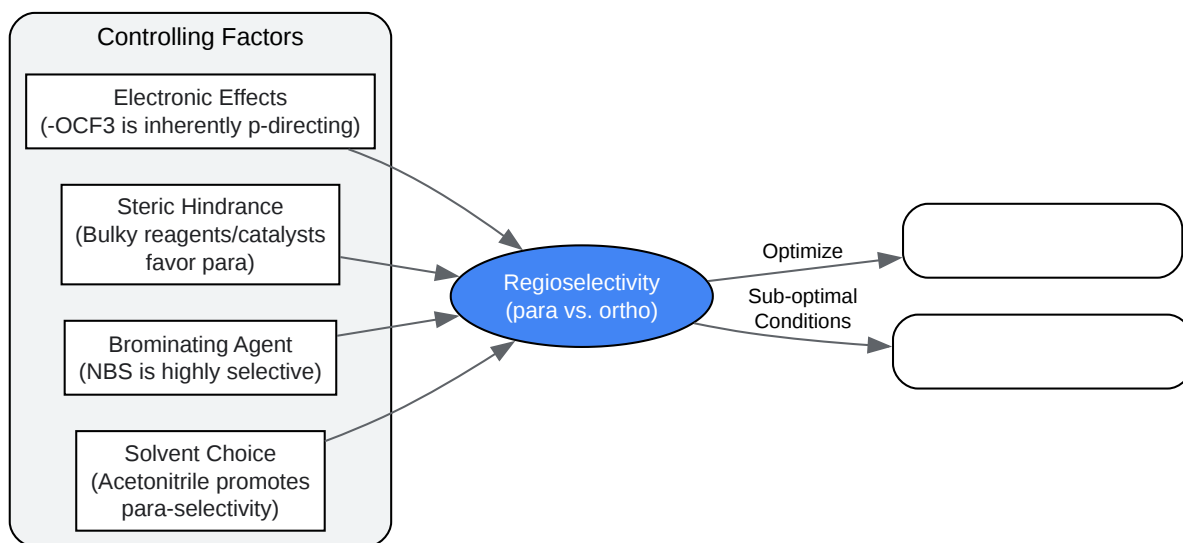 Controlling Factors
Electronic Effects
(-OCF3 is inherently p-directing)
Steric Hindrance
(Bulky reagents/catalysts
favor para)
Brominating Agent
(NBS is highly selective)
Solvent Choice
(Acetonitrile promotes
para-selectivity)
Regioselectivity
(para vs. ortho)
Optimize
Sub-optimal
Conditions